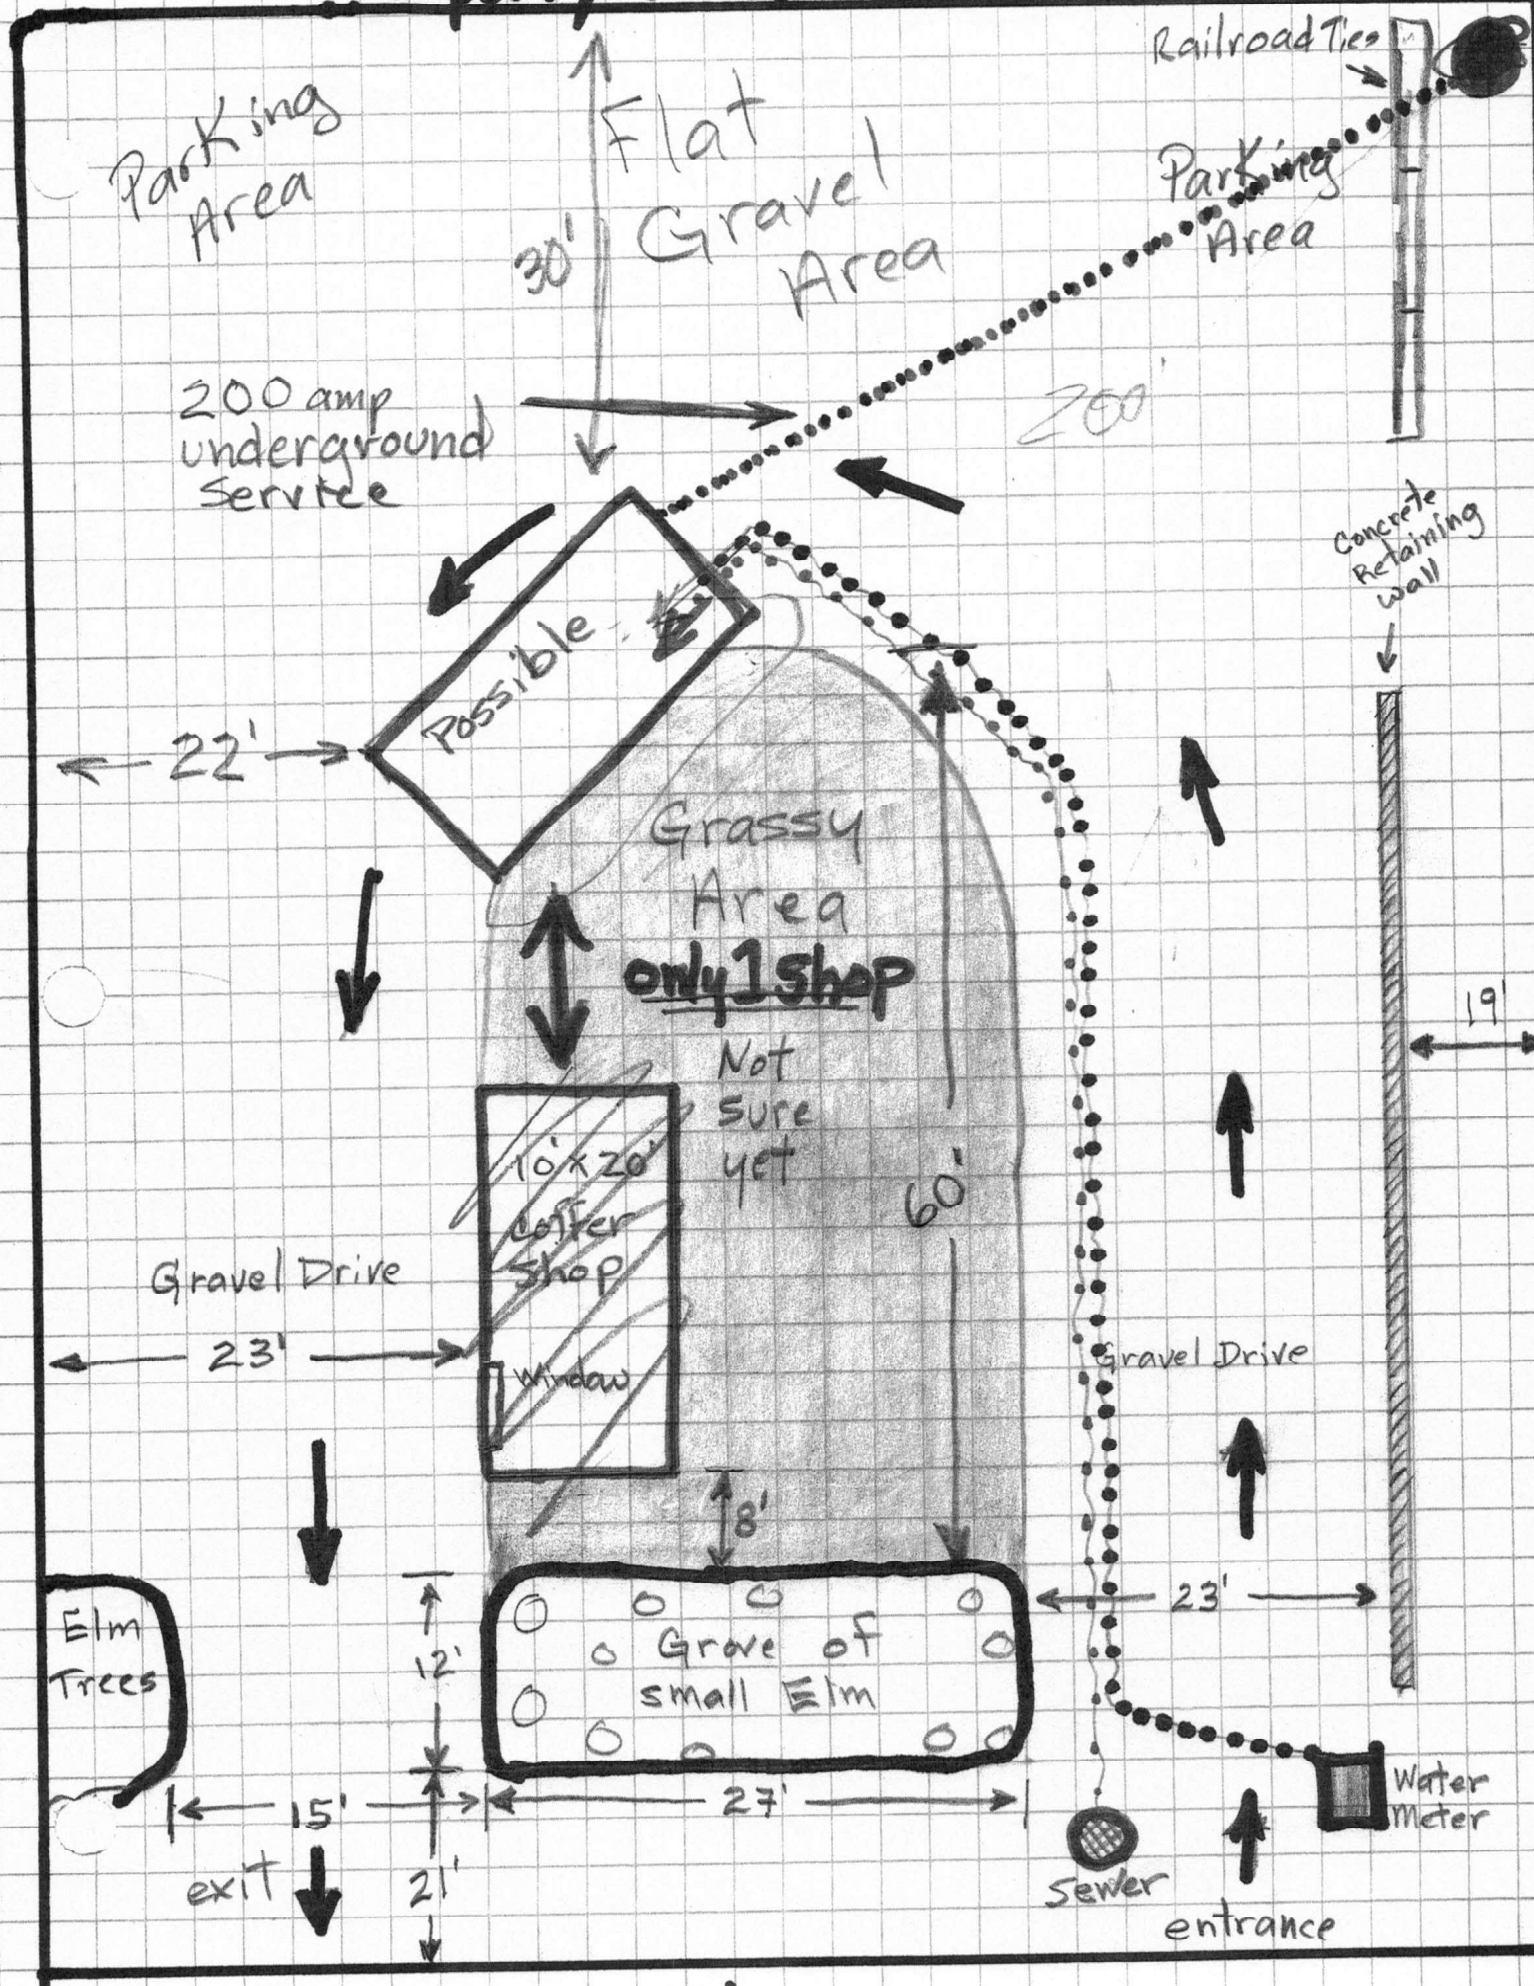 Railroad Ties
Parking
Area
Flat
Gravel
Area
30'
Parking
Area
200 amp
underground
Service
200'
Concrete
Retaining
wall
Possible
22'
Grassy
Area
only 1 shop
Not
sure
yet
19'
10' x 20'
Coffer
Shop
Window
60'
Gravel Drive
23'
Gravel Drive
8'
23'
Elm
Trees
12'
Grove of
small Elm
15'
27'
Water
Meter
exit
21'
Sewer
entrance